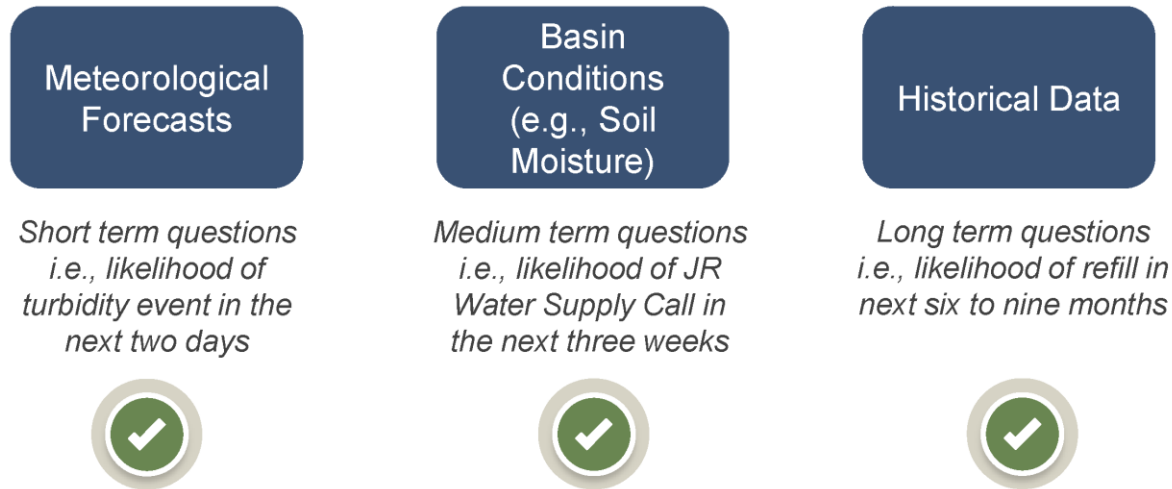 Meteorological
Forecasts
Short term questions
i.e., likelihood of
turbidity event in the
next two days
Basin
Conditions
(e.g., Soil
Moisture)
Medium term questions
i.e., likelihood of JR
Water Supply Call in
the next three weeks
Historical Data
Long term questions
i.e., likelihood of refill in
next six to nine months